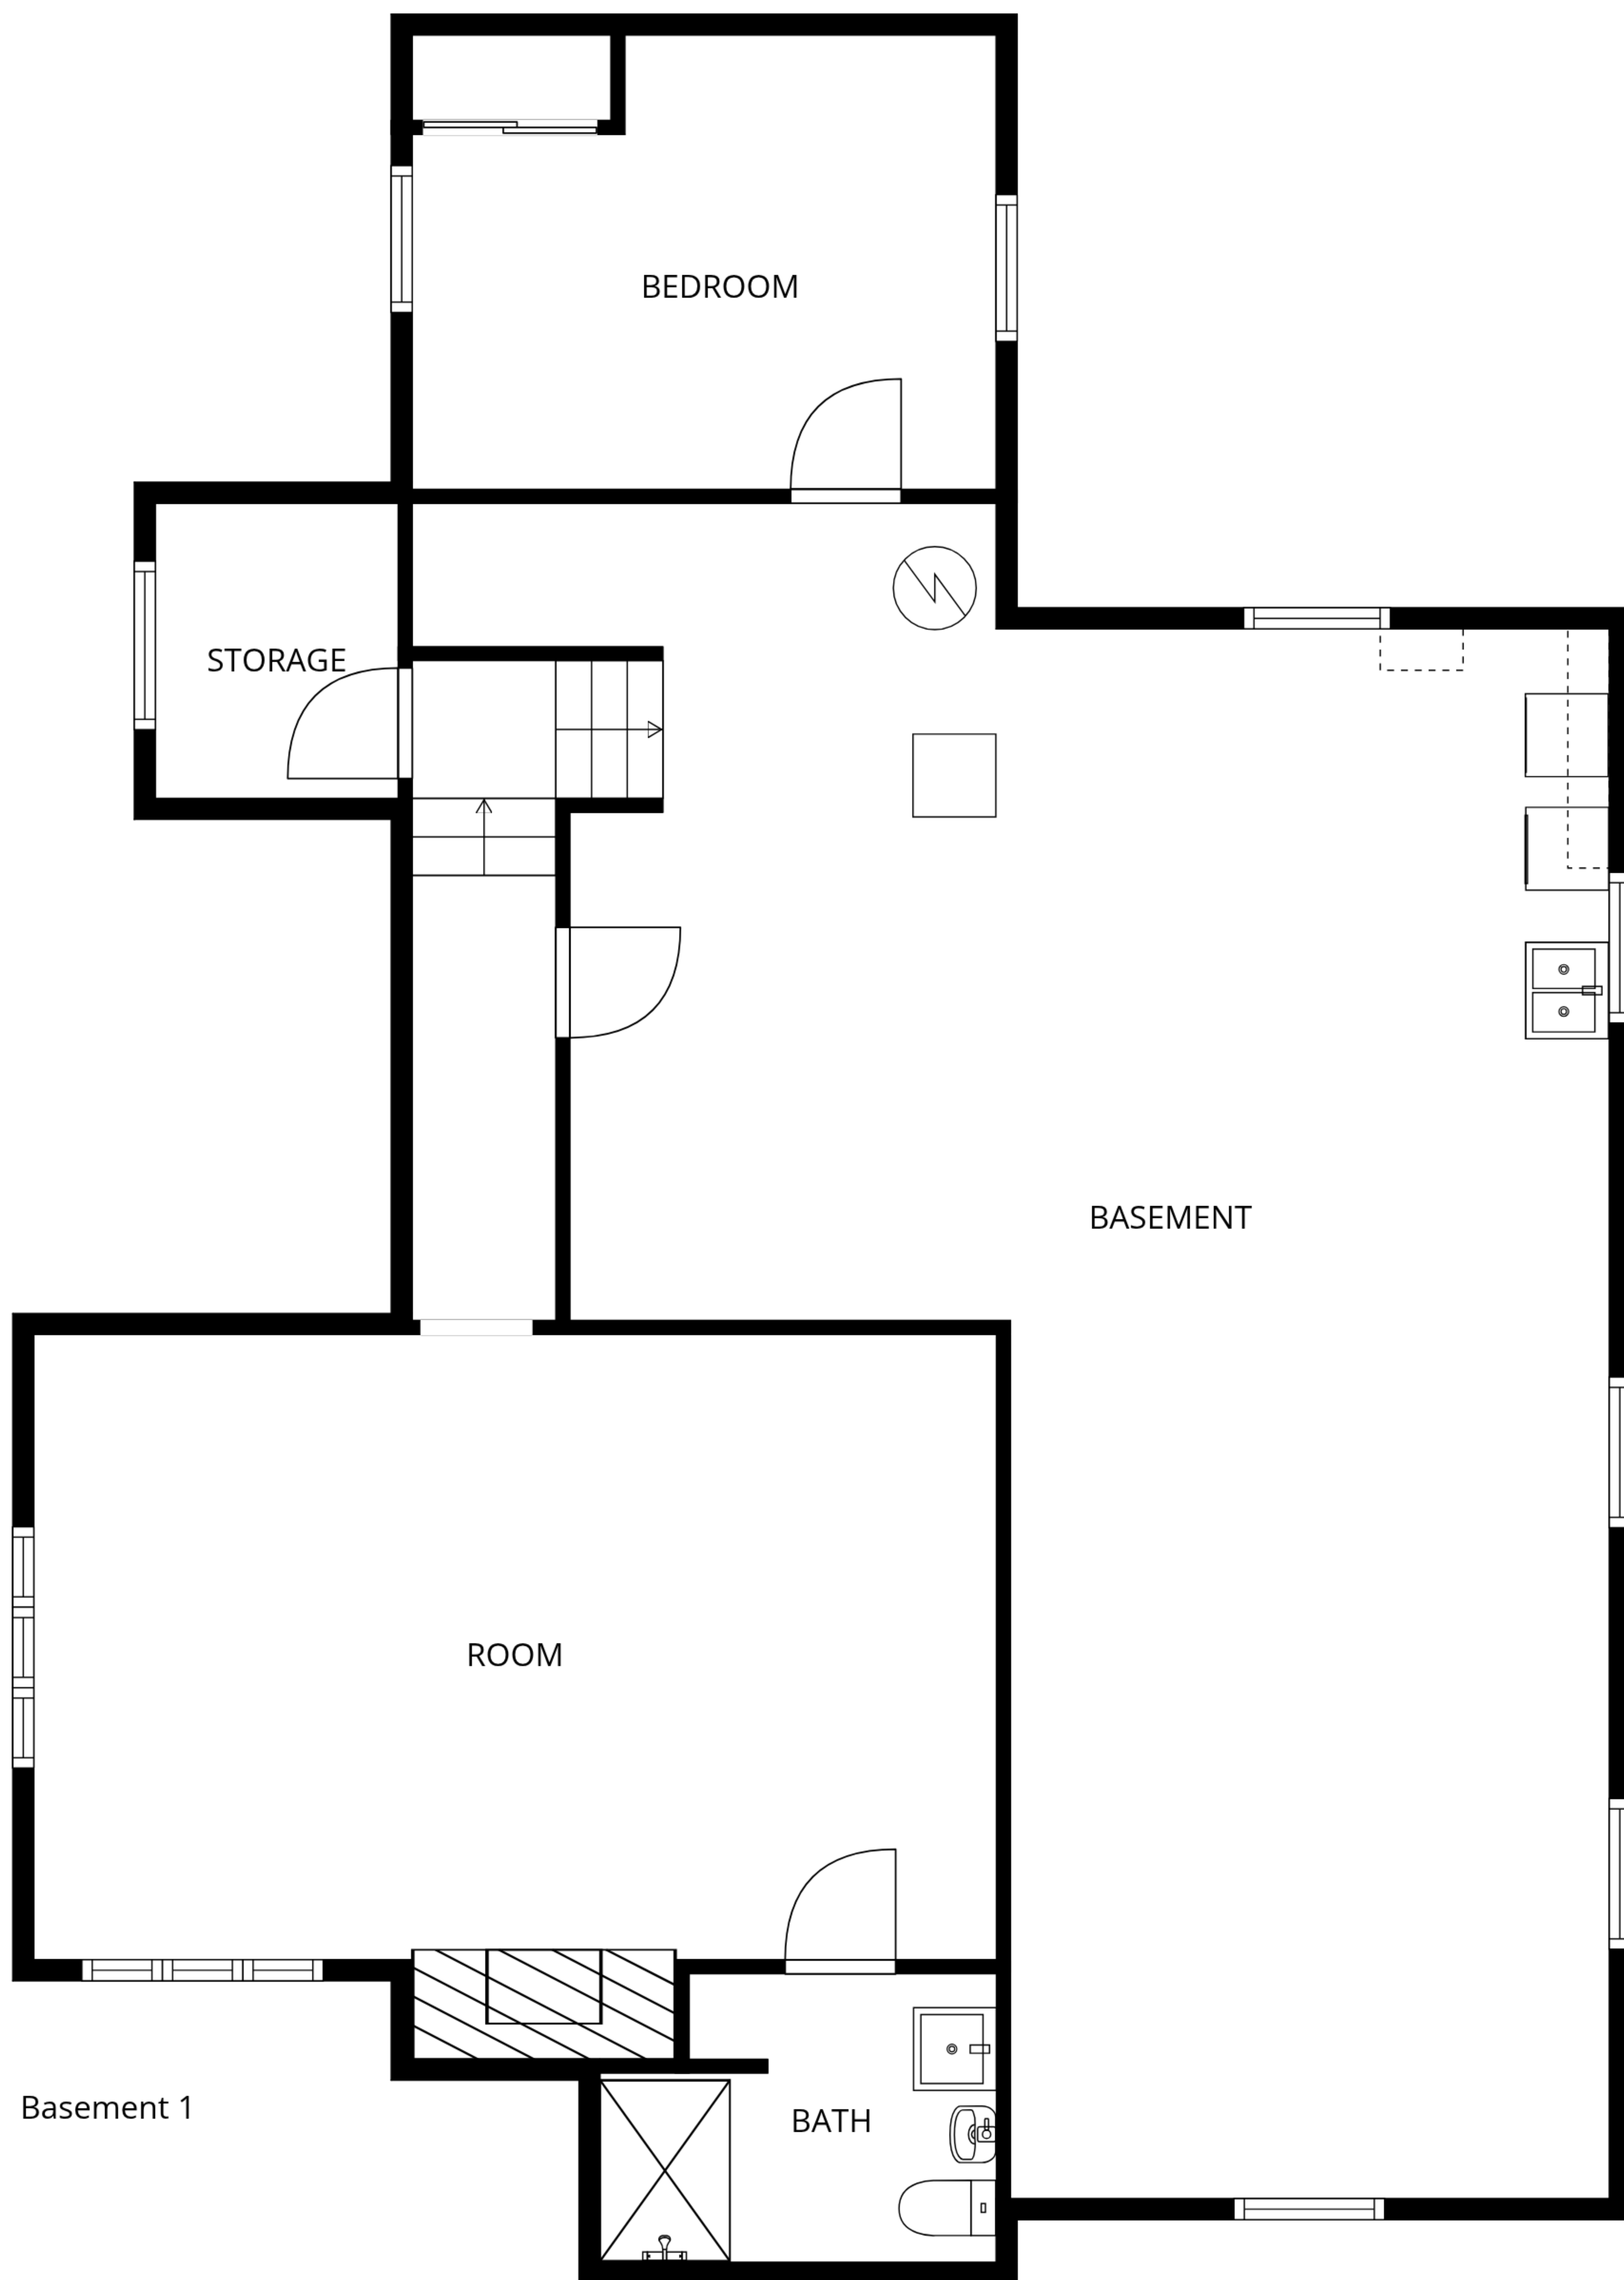 BEDROOM
STORAGE
BASEMENT
ROOM
Basement 1
BATH